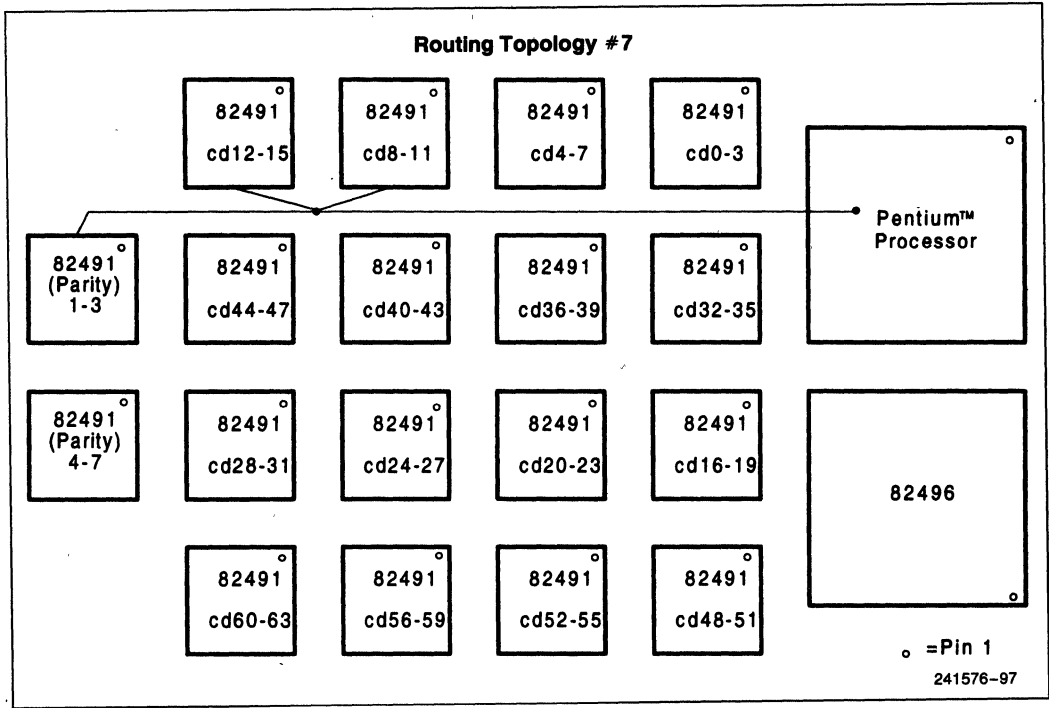 Routing Topology #7
82491
cd12-15
82491
cd8-11
82491
cd4-7
82491
cd0-3
Pentium™
Processor
82491
(Parity)
1-3
82491
cd44-47
82491
cd40-43
82491
cd36-39
82491
cd32-35
82491
(Parity)
4-7
82491
cd28-31
82491
cd24-27
82491
cd20-23
82491
cd16-19
82496
82491
cd60-63
82491
cd56-59
82491
cd52-55
82491
cd48-51
=Pin 1
241576-97